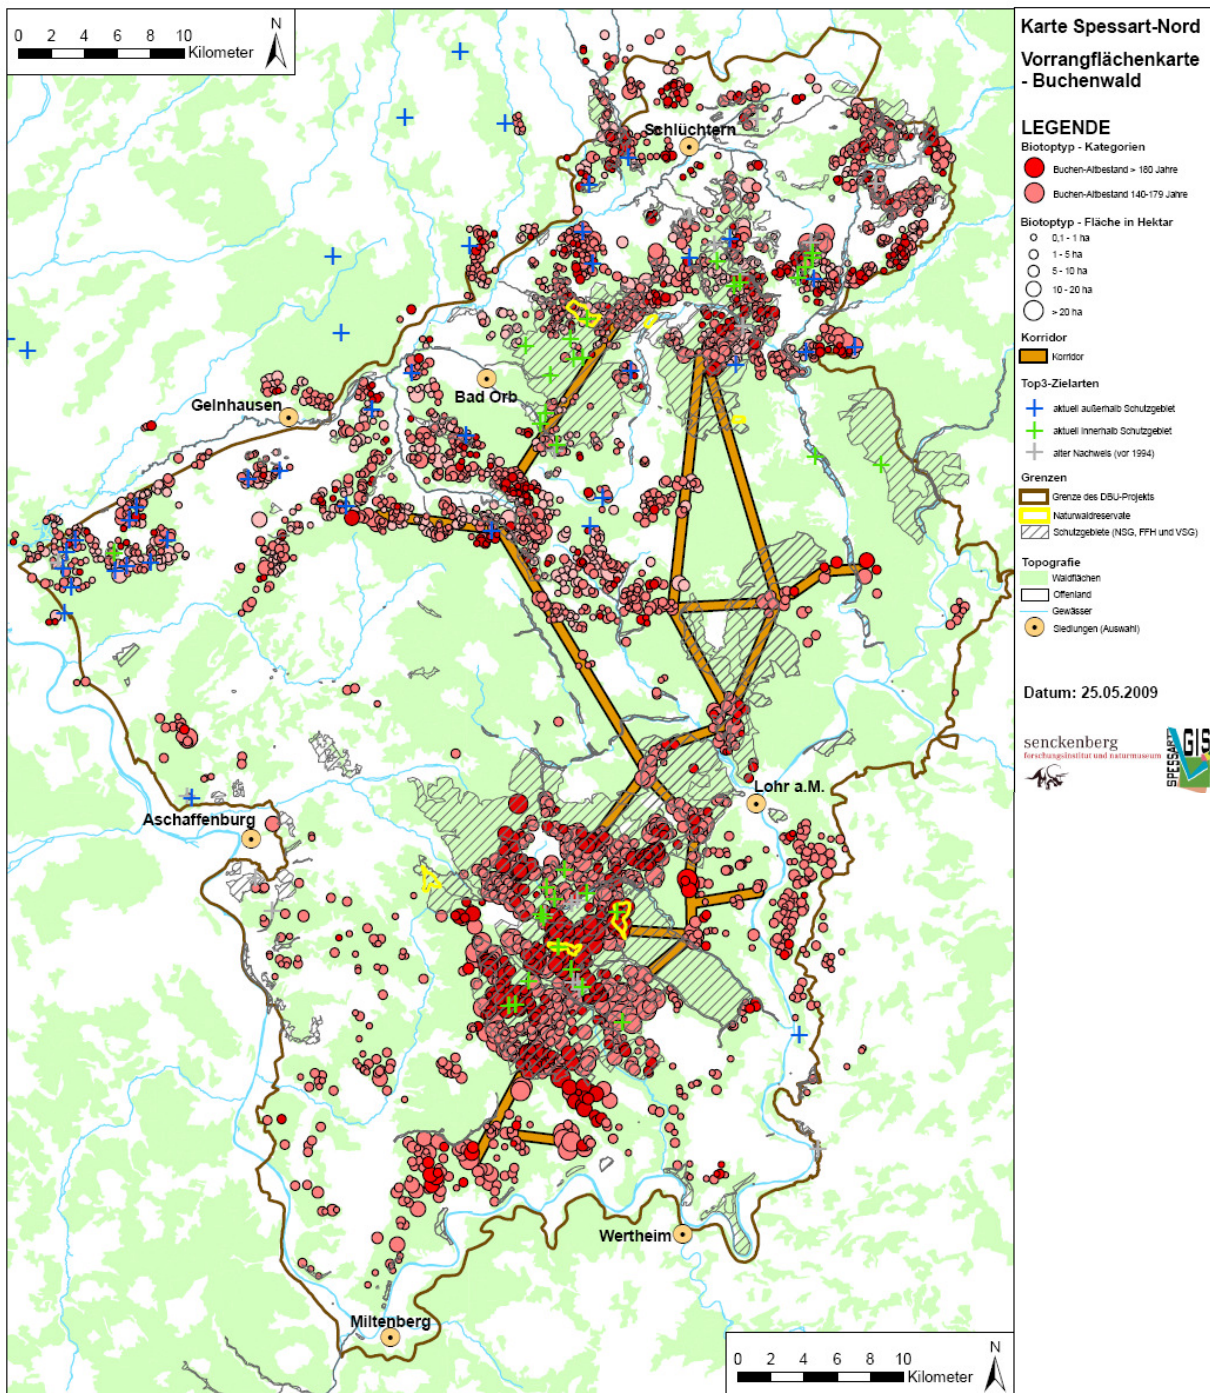 0 2 4 6 8 10
Kilometer
N
Schlüchtern
Bad Orb
Gelnhausen
Lohr a.M.
Aschaffenburg
Wertheim
Miltenberg
0 2 4 6 8 10
Kilometer
N
Karte Spessart-Nord
Vorrangflächenkarte
- Buchenwald
LEGENDE
Biotoptyp - Kategorien
Buchen-Altbestand > 180 Jahre
Buchen-Altbestand 140-179 Jahre
Biotoptyp - Fläche in Hektar
0,1 - 1 ha
1 - 5 ha
5 - 10 ha
10 - 20 ha
> 20 ha
Korridor
Korridor
Top3-Zielarten
aktuell außerhalb Schutzgebiet
aktuell innerhalb Schutzgebiet
alter Nachweis (vor 1994)
Grenzen
Grenze des DBU-Projekts
Naturwaldreservate
Schutzgebiete (NSG, FFH und VSG)
Topografie
Waldflächen
Offenland
Gewässer
Siedlungen (Auswahl)
Datum: 25.05.2009
senckenberg
forschungsinstitut und naturmuseum
SPESSART
GIS